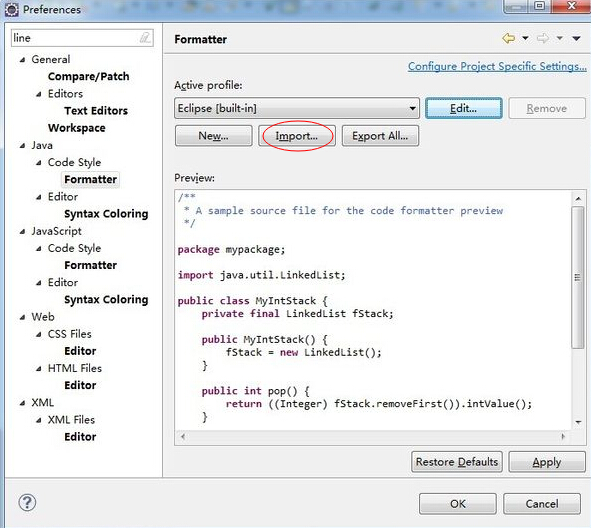 Preferences
line
General
Compare/Patch
Editors
Text Editors
Workspace
Java
Code Style
Formatter
Editor
Syntax Coloring
JavaScript
Code Style
Formatter
Editor
Syntax Coloring
Web
CSS Files
Editor
HTML Files
Editor
XML
XML Files
Editor
Formatter
Configure Project Specific Settings...
Active profile:
Eclipse [built-in]
Edit...
Remove
New...
Import...
Export All...
Preview:
/**
 * A sample source file for the code formatter preview
 */
package mypackage;
import java.util.LinkedList;
public class MyIntStack {
    private final LinkedList fStack;
    public MyIntStack() {
        fStack = new LinkedList();
    }
    public int pop() {
        return ((Integer) fStack.removeFirst()).intValue();
    }
Restore Defaults
Apply
?
OK
Cancel